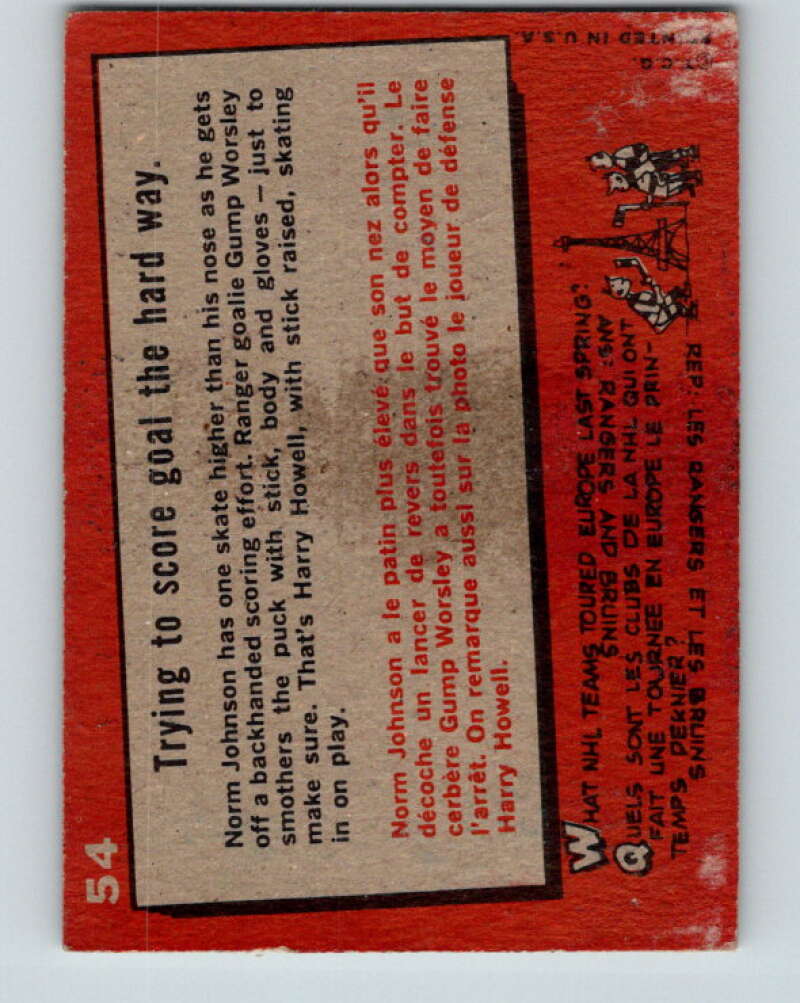 54
Trying to score goal the hard way.
Norm Johnson has one skate higher than his nose as he gets
off a backhanded scoring effort. Ranger goalie Gump Worsley
smothers the puck with stick, body and gloves — just to
make sure. That's Harry Howell, with stick raised, skating
in on play.
Norm Johnson a le patin plus élevé que son nez alors qu'il
décoche un lancer de revers dans le but de compter. Le
cerbère Gump Worsley a toutefois trouvé le moyen de faire
l'arrêt. On remarque aussi sur la photo le joueur de défense
Harry Howell.
WHAT NHL TEAMS TOURED EUROPE LAST SPRING?
ANS: RANGERS AND BRUINS
QUELS SONT LES CLUBS DE LA NHL QUI ONT
FAIT UNE TOURNEE EN EUROPE LE PRIN-
TEMPS DERNIER?
REP: LES RANGERS ET LES BRUINS
T.C.G.
PRINTED IN U.S.A.